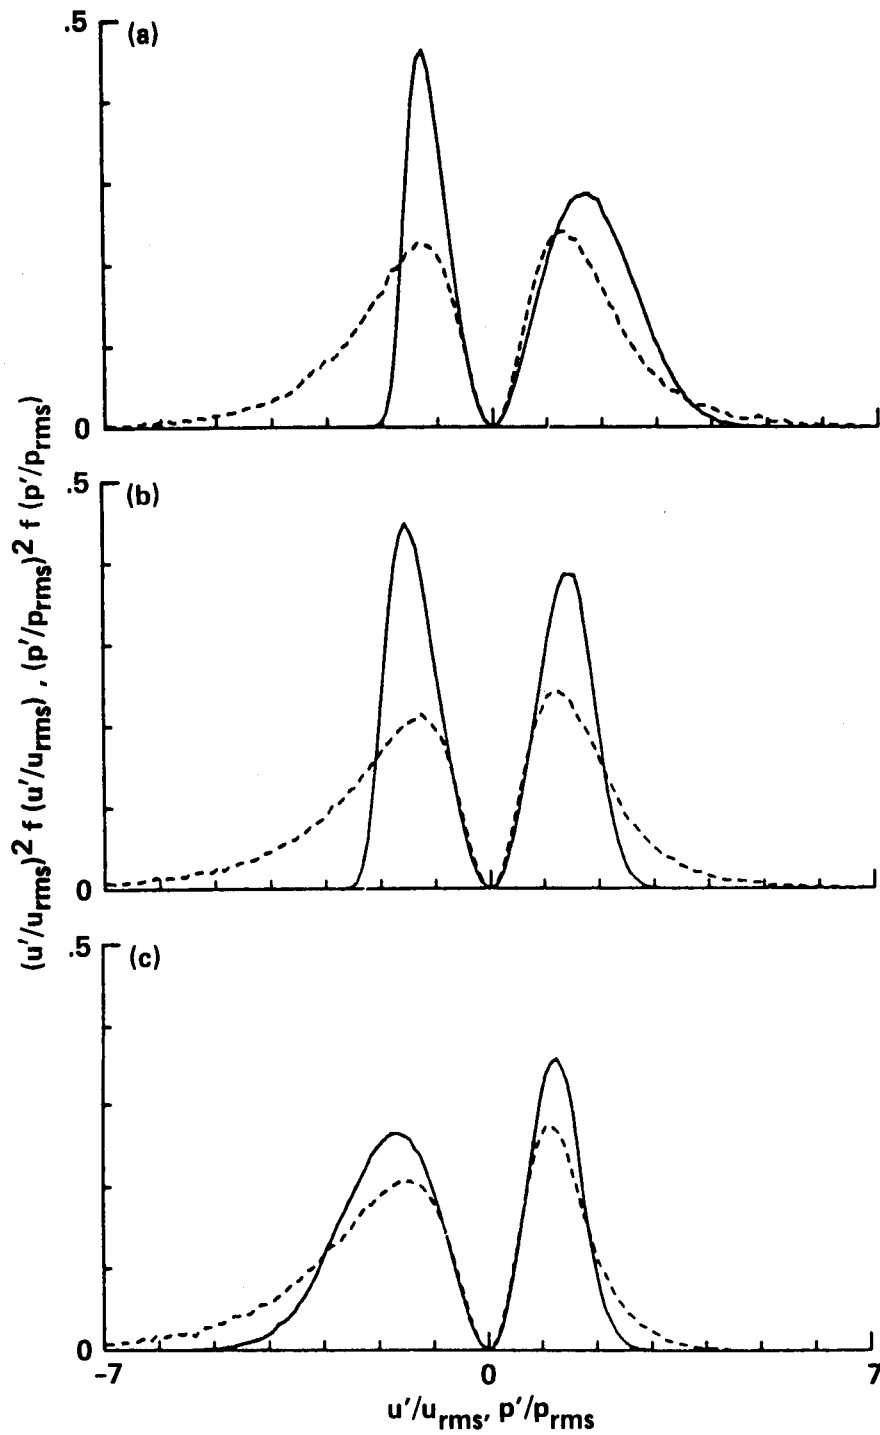 .5
(a)
0
.5
(b)
0
.5
(c)
0
-7
0
7
(u'/u_rms)² f (u'/u_rms) , (p'/p_rms)² f (p'/p_rms)
u'/u_rms, p'/p_rms